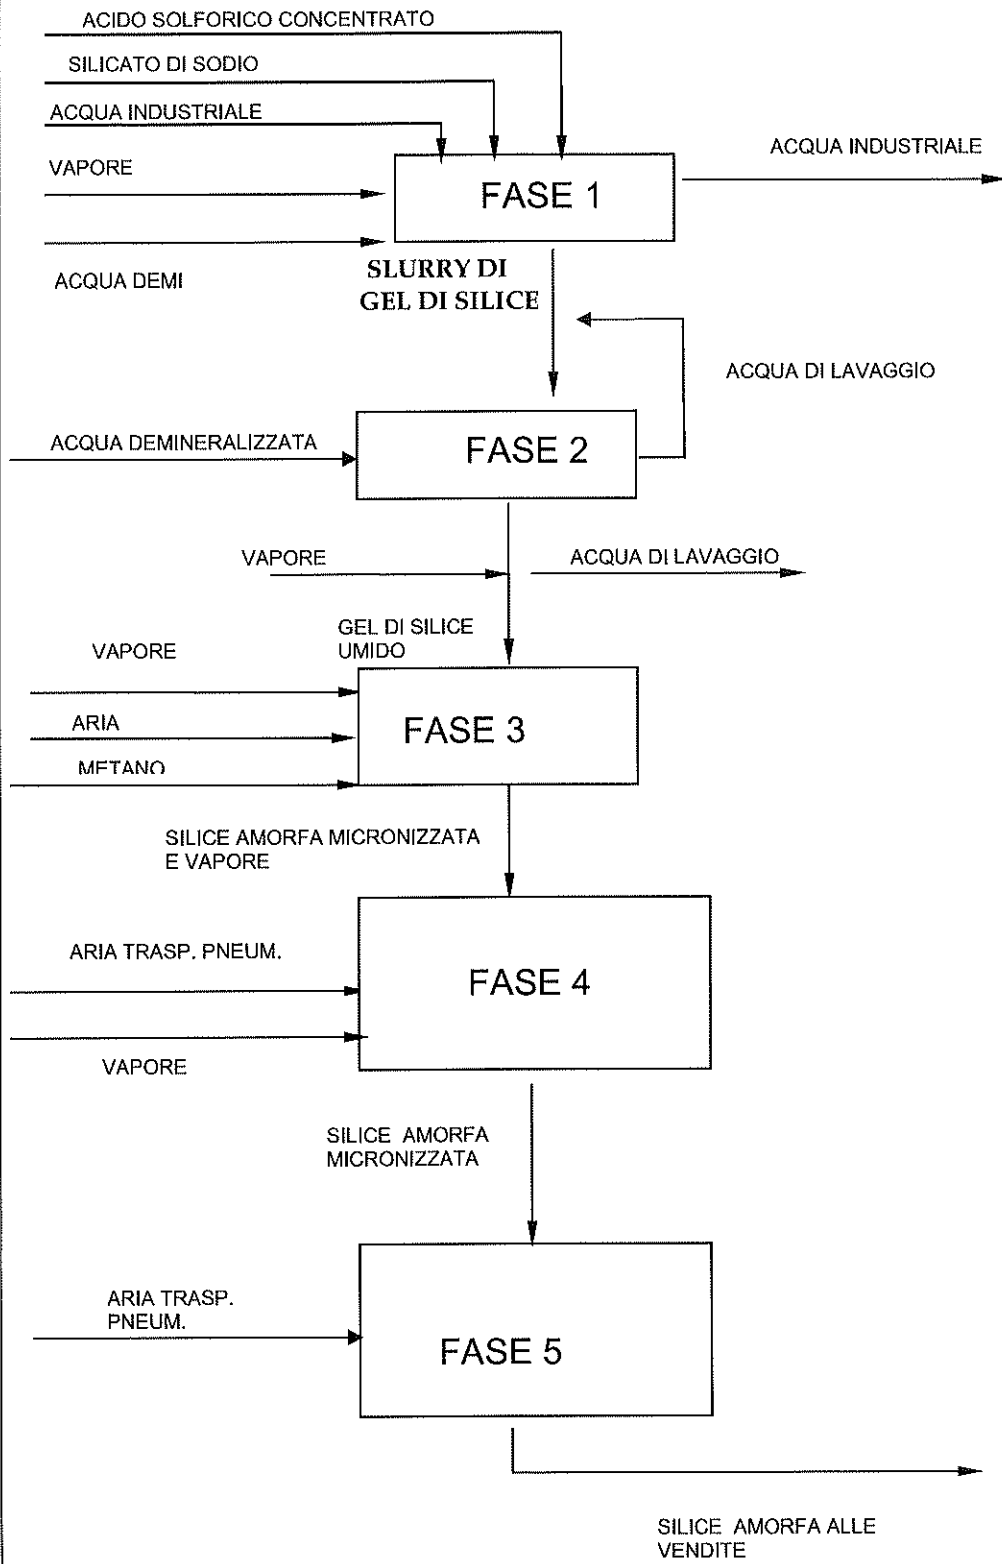 ACIDO SOLFORICO CONCENTRATO
SILICATO DI SODIO
ACQUA INDUSTRIALE
VAPORE
ACQUA DEMI
FASE 1
ACQUA INDUSTRIALE
SLURRY DI
GEL DI SILICE
ACQUA DI LAVAGGIO
ACQUA DEMINERALIZZATA
FASE 2
VAPORE
ACQUA DI LAVAGGIO
GEL DI SILICE
UMIDO
VAPORE
ARIA
METANO
FASE 3
SILICE AMORFA MICRONIZZATA
E VAPORE
ARIA TRASP. PNEUM.
FASE 4
VAPORE
SILICE AMORFA
MICRONIZZATA
ARIA TRASP.
PNEUM.
FASE 5
SILICE AMORFA ALLE
VENDITE